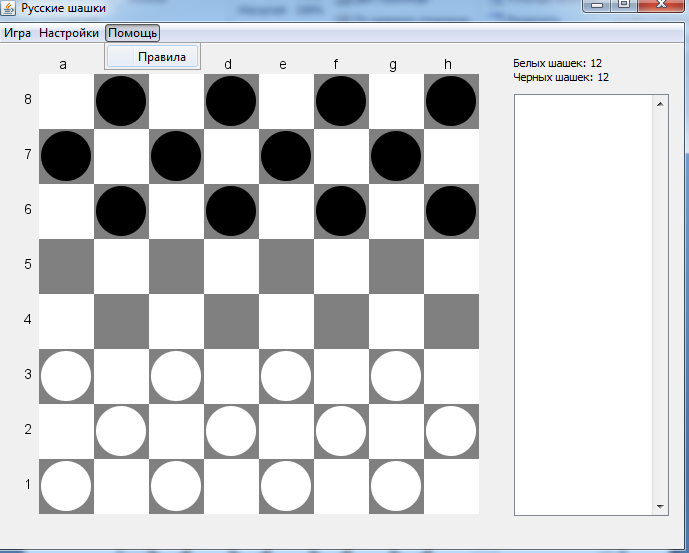 Русские шашки
Игра Настройки Помощь
Правила
a d e f g h
Белых шашек: 12
Черных шашек: 12
8
7
6
5
4
3
2
1